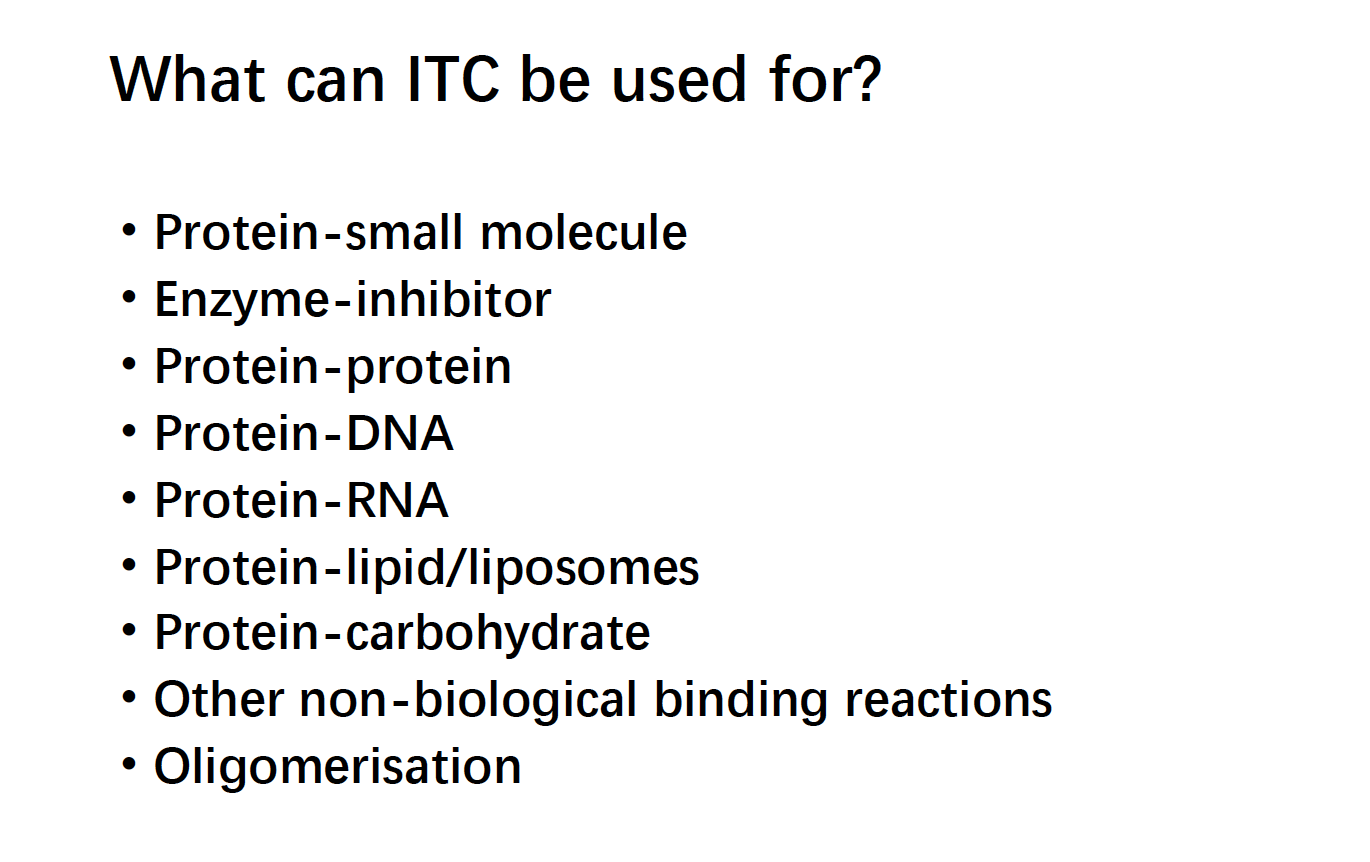 What can ITC be used for?
• Protein-small molecule
• Enzyme-inhibitor
• Protein-protein
• Protein-DNA
• Protein-RNA
• Protein-lipid/liposomes
• Protein-carbohydrate
• Other non-biological binding reactions
• Oligomerisation